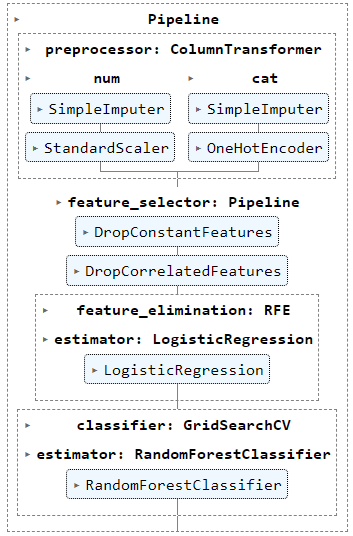 Pipeline
preprocessor: ColumnTransformer
num cat
SimpleImputer SimpleImputer
StandardScaler OneHotEncoder
feature_selector: Pipeline
DropConstantFeatures
DropCorrelatedFeatures
feature_elimination: RFE
estimator: LogisticRegression
LogisticRegression
classifier: GridSearchCV
estimator: RandomForestClassifier
RandomForestClassifier